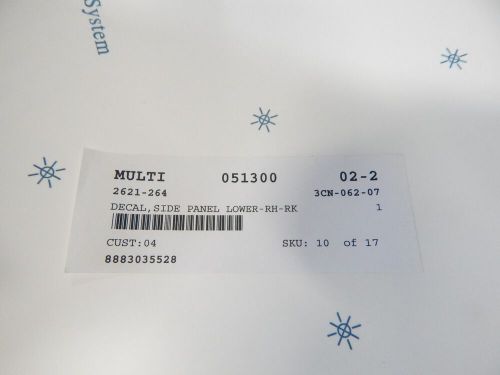 System
MULTI 051300 02-2
2621-264 3CN-062-07
DECAL,SIDE PANEL LOWER-RH-RK 1
CUST:04 SKU: 10 of 17
8883035528